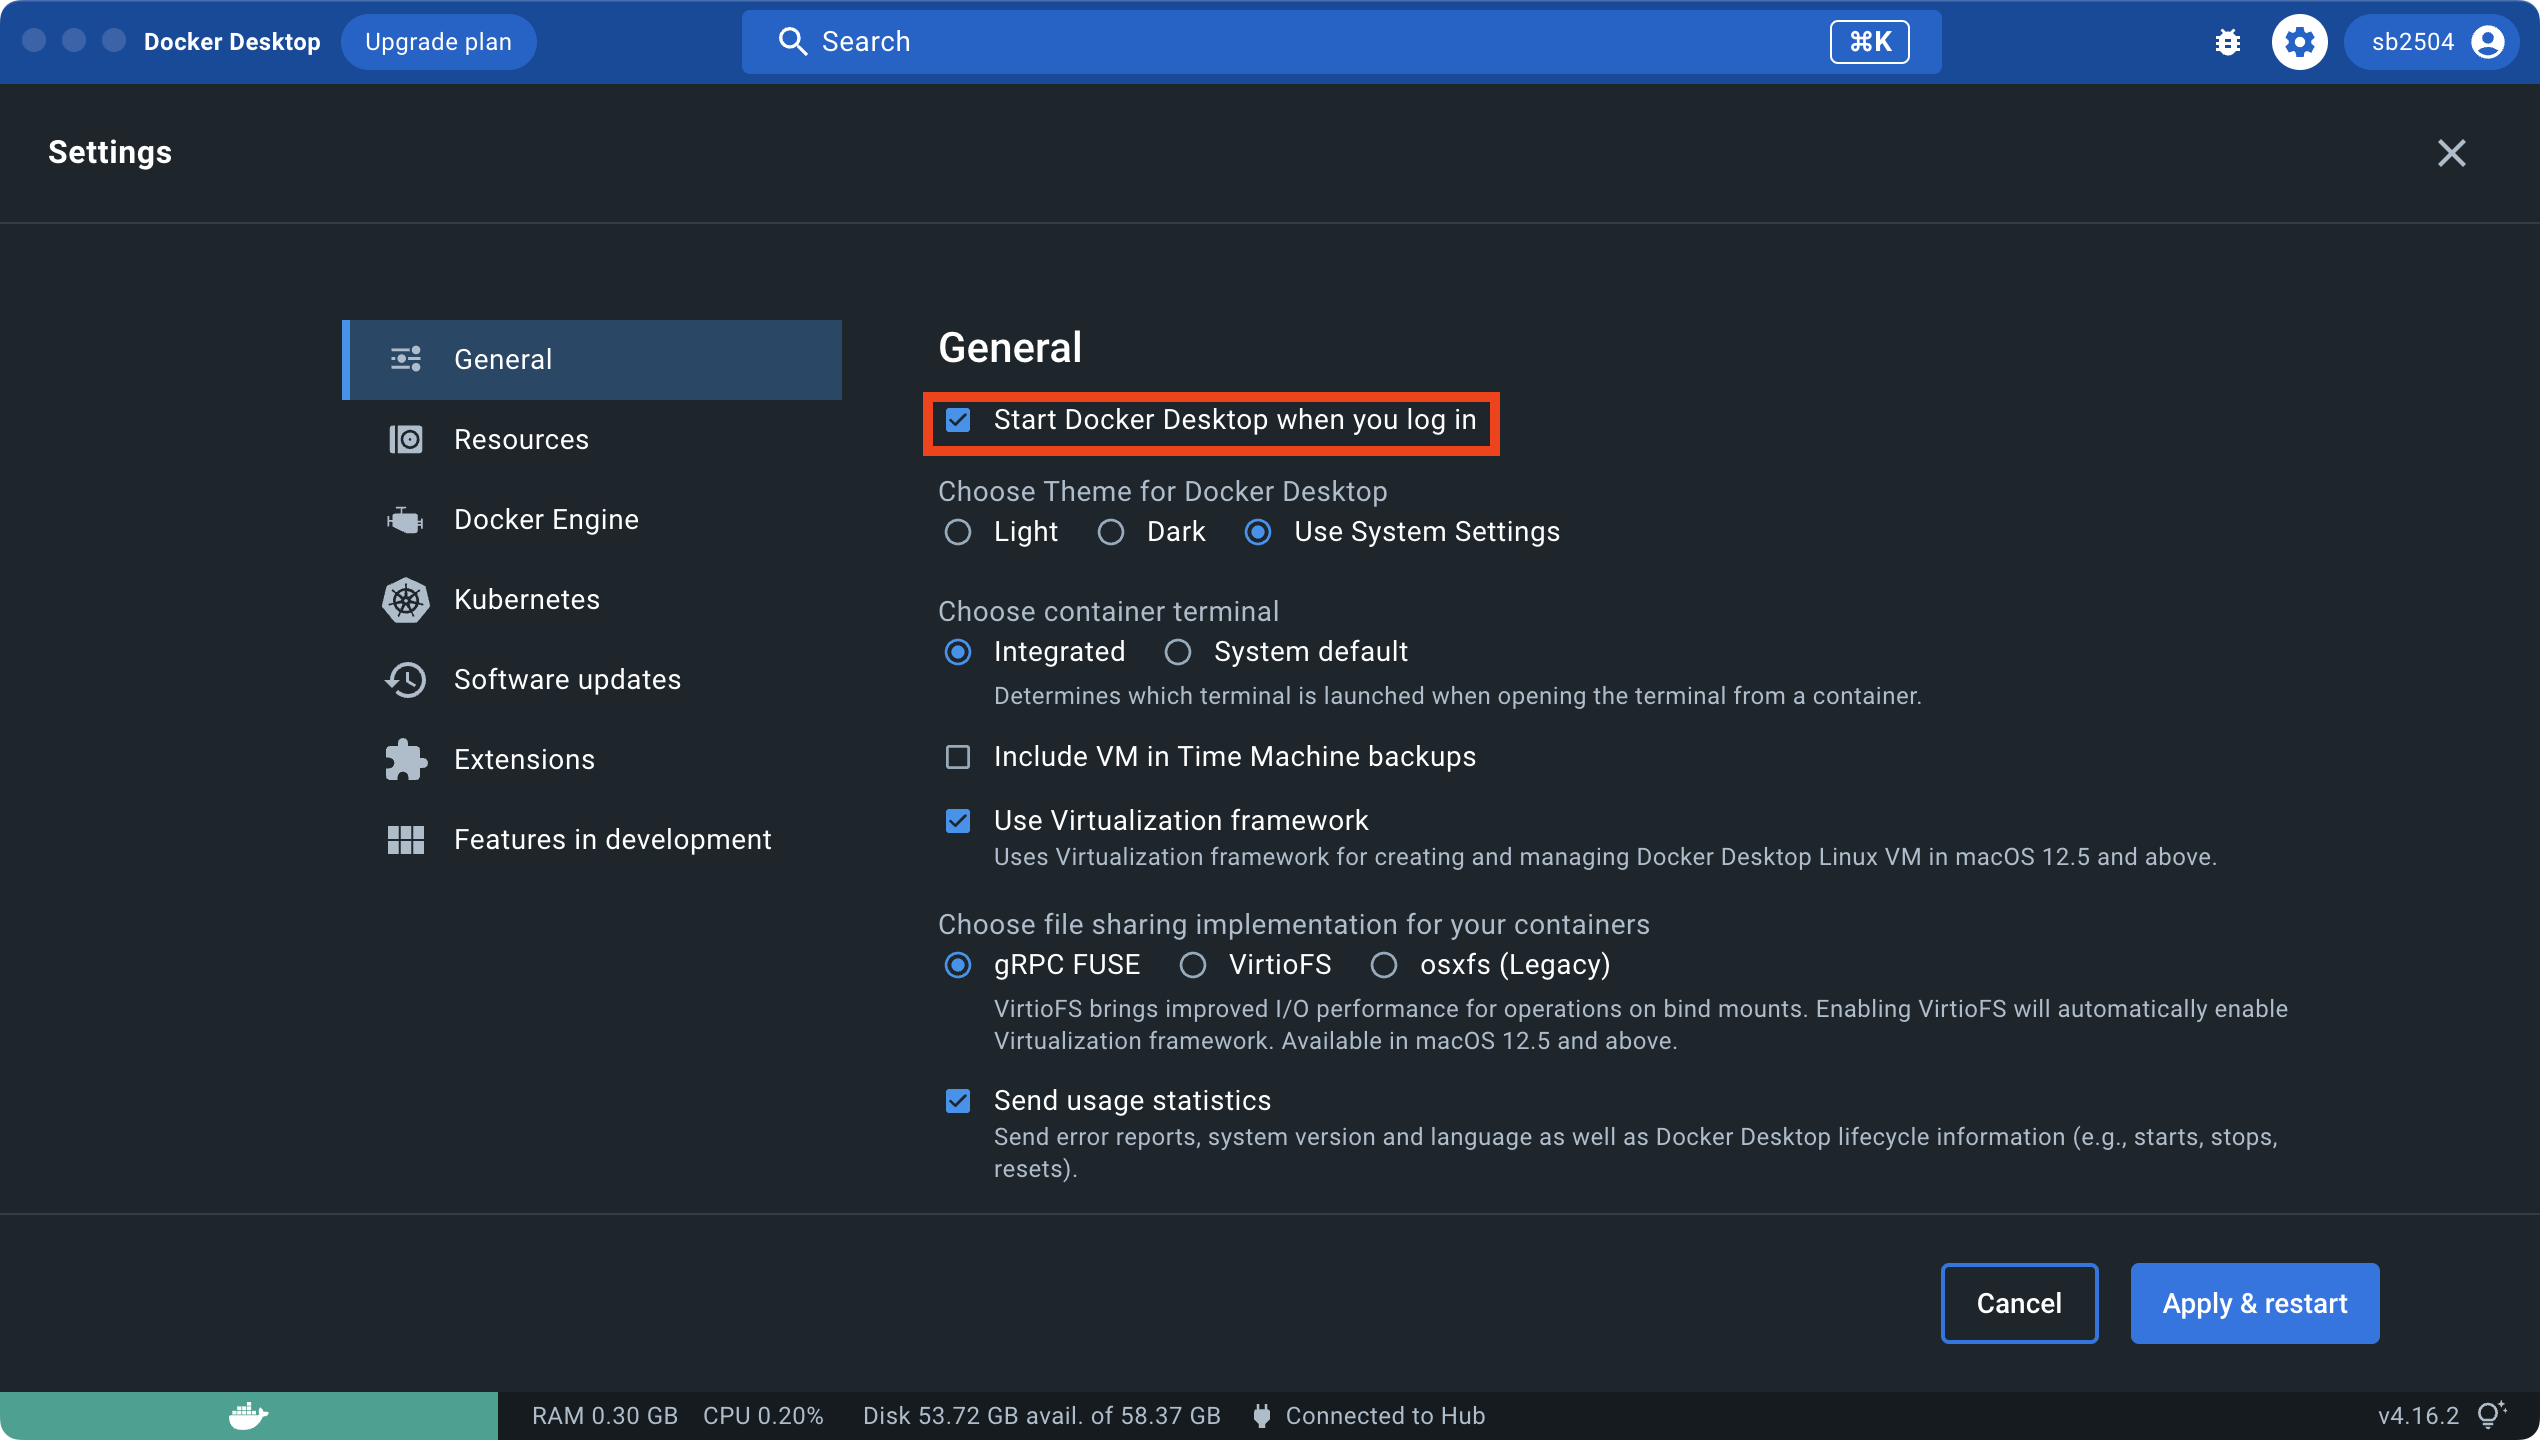 Docker Desktop
Upgrade plan
Search
⌘K
sb2504
Settings
General
Resources
Docker Engine
Kubernetes
Software updates
Extensions
Features in development
General
Start Docker Desktop when you log in
Choose Theme for Docker Desktop
Light Dark Use System Settings
Choose container terminal
Integrated System default
Determines which terminal is launched when opening the terminal from a container.
Include VM in Time Machine backups
Use Virtualization framework
Uses Virtualization framework for creating and managing Docker Desktop Linux VM in macOS 12.5 and above.
Choose file sharing implementation for your containers
gRPC FUSE VirtioFS osxfs (Legacy)
VirtioFS brings improved I/O performance for operations on bind mounts. Enabling VirtioFS will automatically enable
Virtualization framework. Available in macOS 12.5 and above.
Send usage statistics
Send error reports, system version and language as well as Docker Desktop lifecycle information (e.g., starts, stops,
resets).
Cancel
Apply & restart
RAM 0.30 GB CPU 0.20% Disk 53.72 GB avail. of 58.37 GB Connected to Hub
v4.16.2